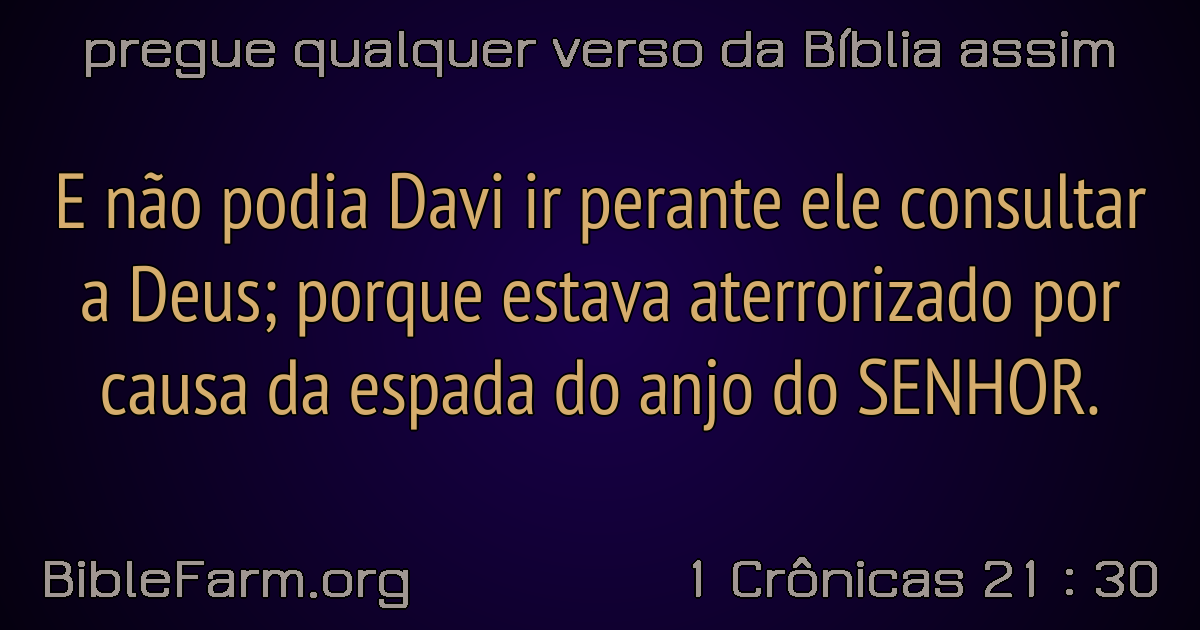 pregue qualquer verso da Bíblia assim
E não podia Davi ir perante ele consultar
a Deus; porque estava aterrorizado por
causa da espada do anjo do SENHOR.
BibleFarm.org
1 Crônicas 21 : 30